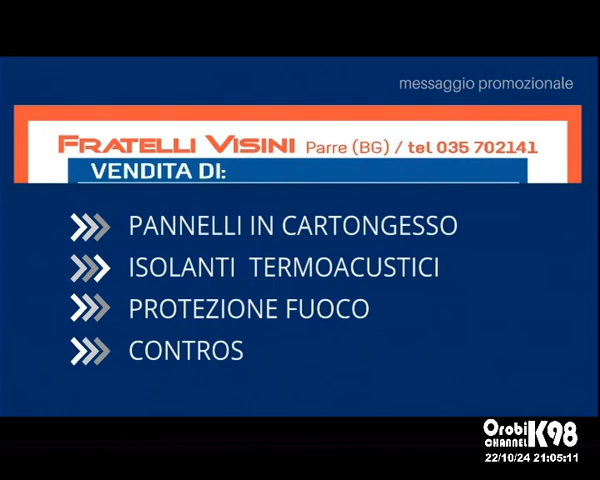 messaggio promozionale
FRATELLI VISINI Parre (BG) / tel 035 702141
VENDITA DI:
PANNELLI IN CARTONGESSO
ISOLANTI TERMOACUSTICI
PROTEZIONE FUOCO
CONTROS
Orobi K98
CHANNEL
22/10/24 21:05:11